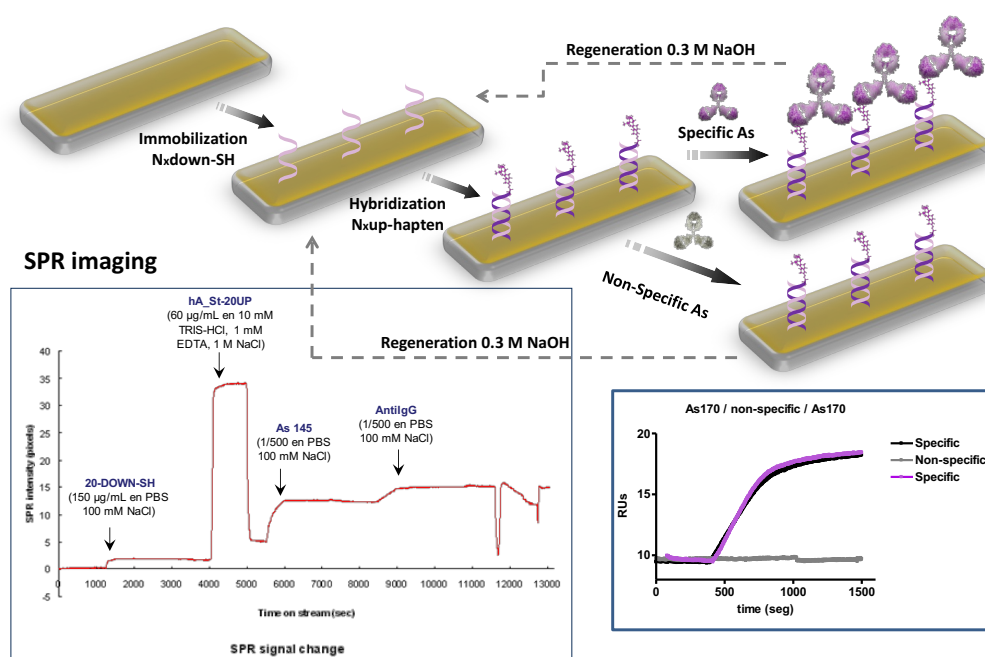 Regeneration 0.3 M NaOH
Immobilization
Nxdown-SH
Specific As
Hybridization
Nxup-hapten
Non-Specific As
Regeneration 0.3 M NaOH
SPR imaging
hA_St-20UP
(60 µg/mL en 10 mM
TRIS-HCl, 1 mM
EDTA, 1 M NaCl)
AntiIgG
(1/500 en PBS
100 mM NaCl)
As 145
(1/500 en PBS
100 mM NaCl)
20-DOWN-SH
(150 µg/mL en PBS
100 mM NaCl)
SPR intensity (pixels)
40
35
30
25
20
15
10
5
0
-5
0 1000 2000 3000 4000 5000 6000 7000 8000 9000 10000 11000 12000 13000
Time on stream (sec)
SPR signal change
As170 / non-specific / As170
RUs
20
15
10
0 500 1000 1500
time (seg)
Specific
Non-specific
Specific